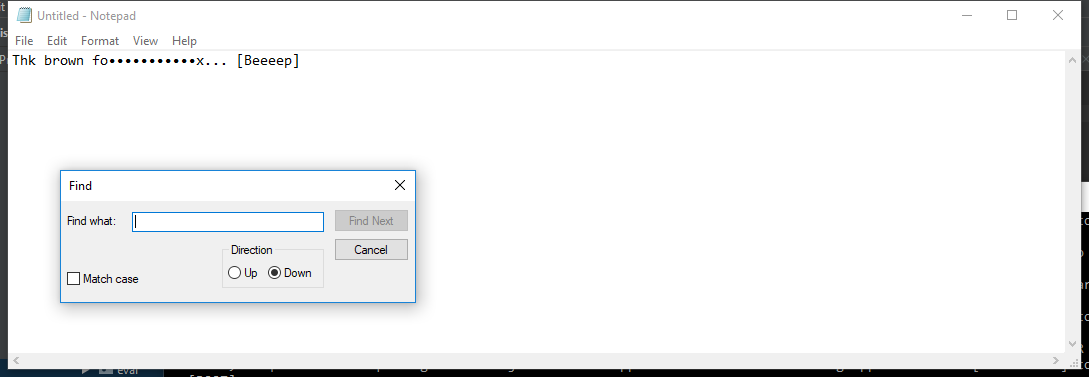 Untitled - Notepad
File Edit Format View Help
Thk brown fo•••••••••••x... [Beeeep]
Find
Find what: Find Next
Direction Cancel
Up Down
Match case
eval